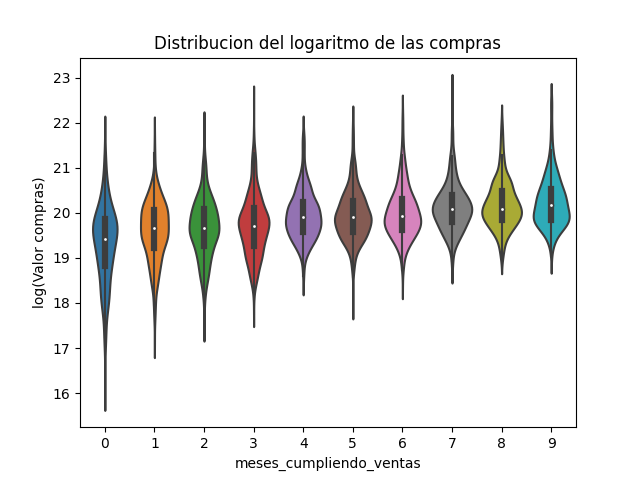 Distribucion del logaritmo de las compras
log(Valor compras)
23
22
21
20
19
18
17
16
0 1 2 3 4 5 6 7 8 9
meses_cumpliendo_ventas